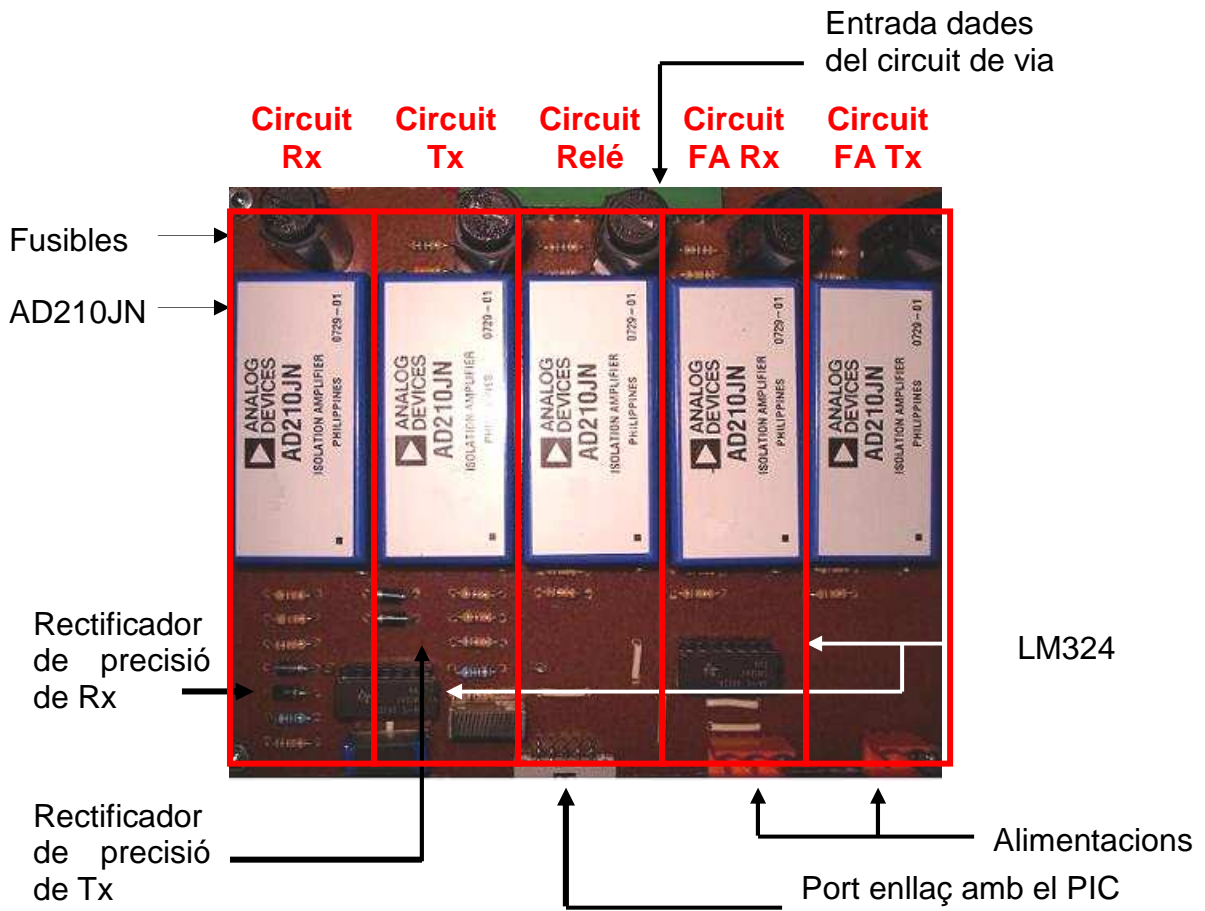 Entrada dades
del circuit de via
Circuit
Rx
Circuit
Tx
Circuit
Relé
Circuit
FA Rx
Circuit
FA Tx
Fusibles
AD210JN
ANALOG
DEVICES
AD210JN
ISOLATION AMPLIFIER
PHILIPPINES
0729-01
ANALOG
DEVICES
AD210JN
ISOLATION AMPLIFIER
PHILIPPINES
0729-01
ANALOG
DEVICES
AD210JN
ISOLATION AMPLIFIER
PHILIPPINES
0729-01
ANALOG
DEVICES
AD210JN
ISOLATION AMPLIFIER
PHILIPPINES
0729-01
ANALOG
DEVICES
AD210JN
ISOLATION AMPLIFIER
PHILIPPINES
0729-01
Rectificador
de precisió
de Rx
LM324
Rectificador
de precisió
de Tx
Alimentacions
Port enllaç amb el PIC